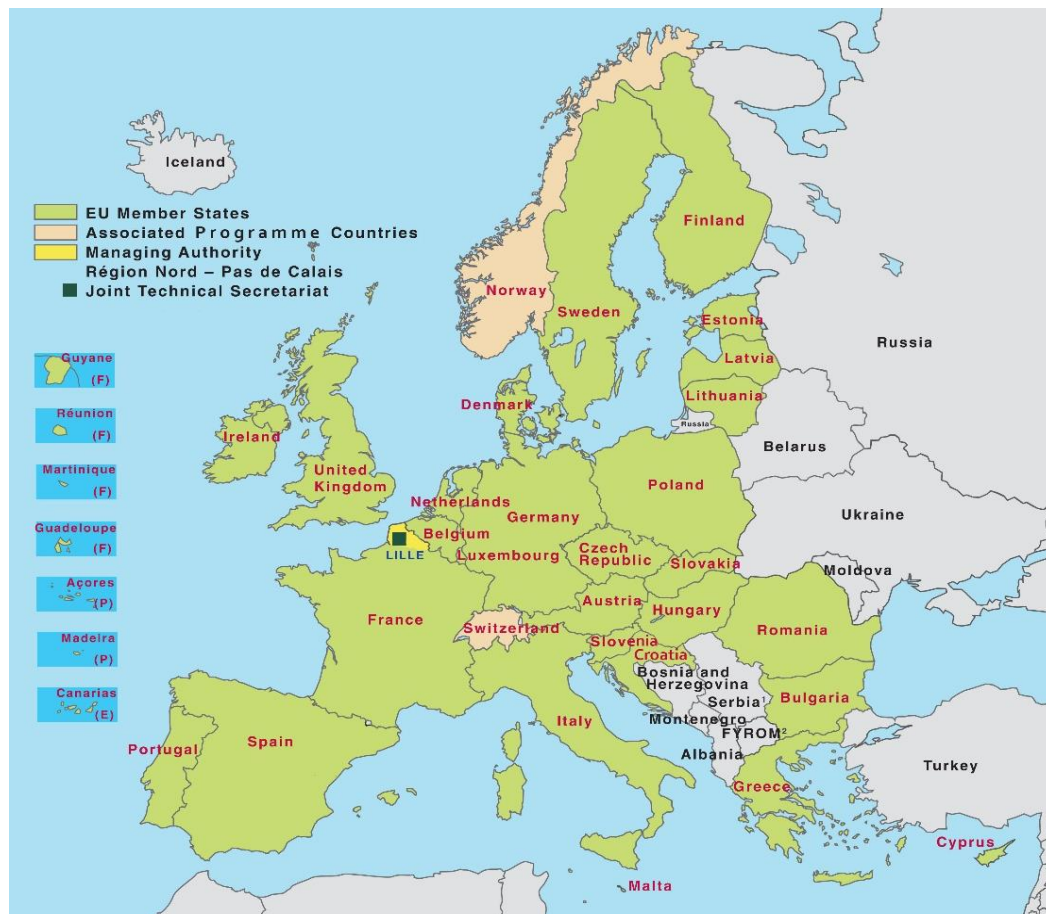 Iceland
EU Member States
Associated Programme Countries
Managing Authority
Région Nord – Pas de Calais
Joint Technical Secretariat
Finland
Norway
Sweden
Estonia
Russia
Latvia
Guyane
(F)
Lithuania
Denmark
Réunion
(F)
Russia
Ireland
Belarus
Martinique
(F)
United
Kingdom
Netherlands
Poland
Germany
Ukraine
Guadeloupe
(F)
Belgium
LILLE
Luxembourg
Czech
Republic
Slovakia
Moldova
Açores
(P)
Austria
Hungary
France
Switzerland
Romania
Madeira
(P)
Slovenia
Croatia
Bosnia and
Herzegovina
Canarias
(E)
Serbia¹
Bulgaria
Montenegro
Italy
FYROM²
Portugal
Spain
Albania
Turkey
Greece
Cyprus
Malta